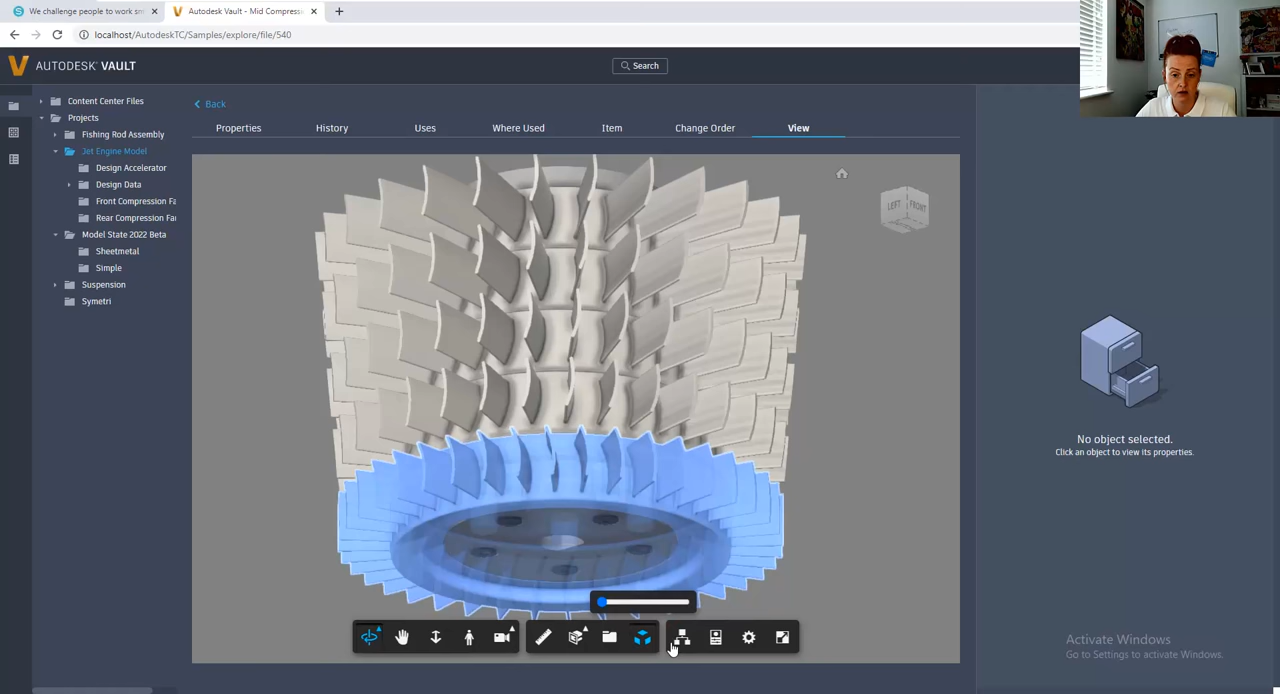 We challenge people to work sm
Autodesk Vault - Mid Compressi
localhost/AutodeskTC/Samples/explore/file/540
AUTODESK VAULT
Search
Content Center Files
Projects
Fishing Rod Assembly
Jet Engine Model
Design Accelerator
Design Data
Front Compression Fa
Rear Compression Fan
Model State 2022 Beta
Sheetmetal
Simple
Suspension
Symetri
Back
Properties
History
Uses
Where Used
Item
Change Order
View
LEFT
FRONT
No object selected.
Click an object to view its properties.
Activate Windows
Go to Settings to activate Windows.